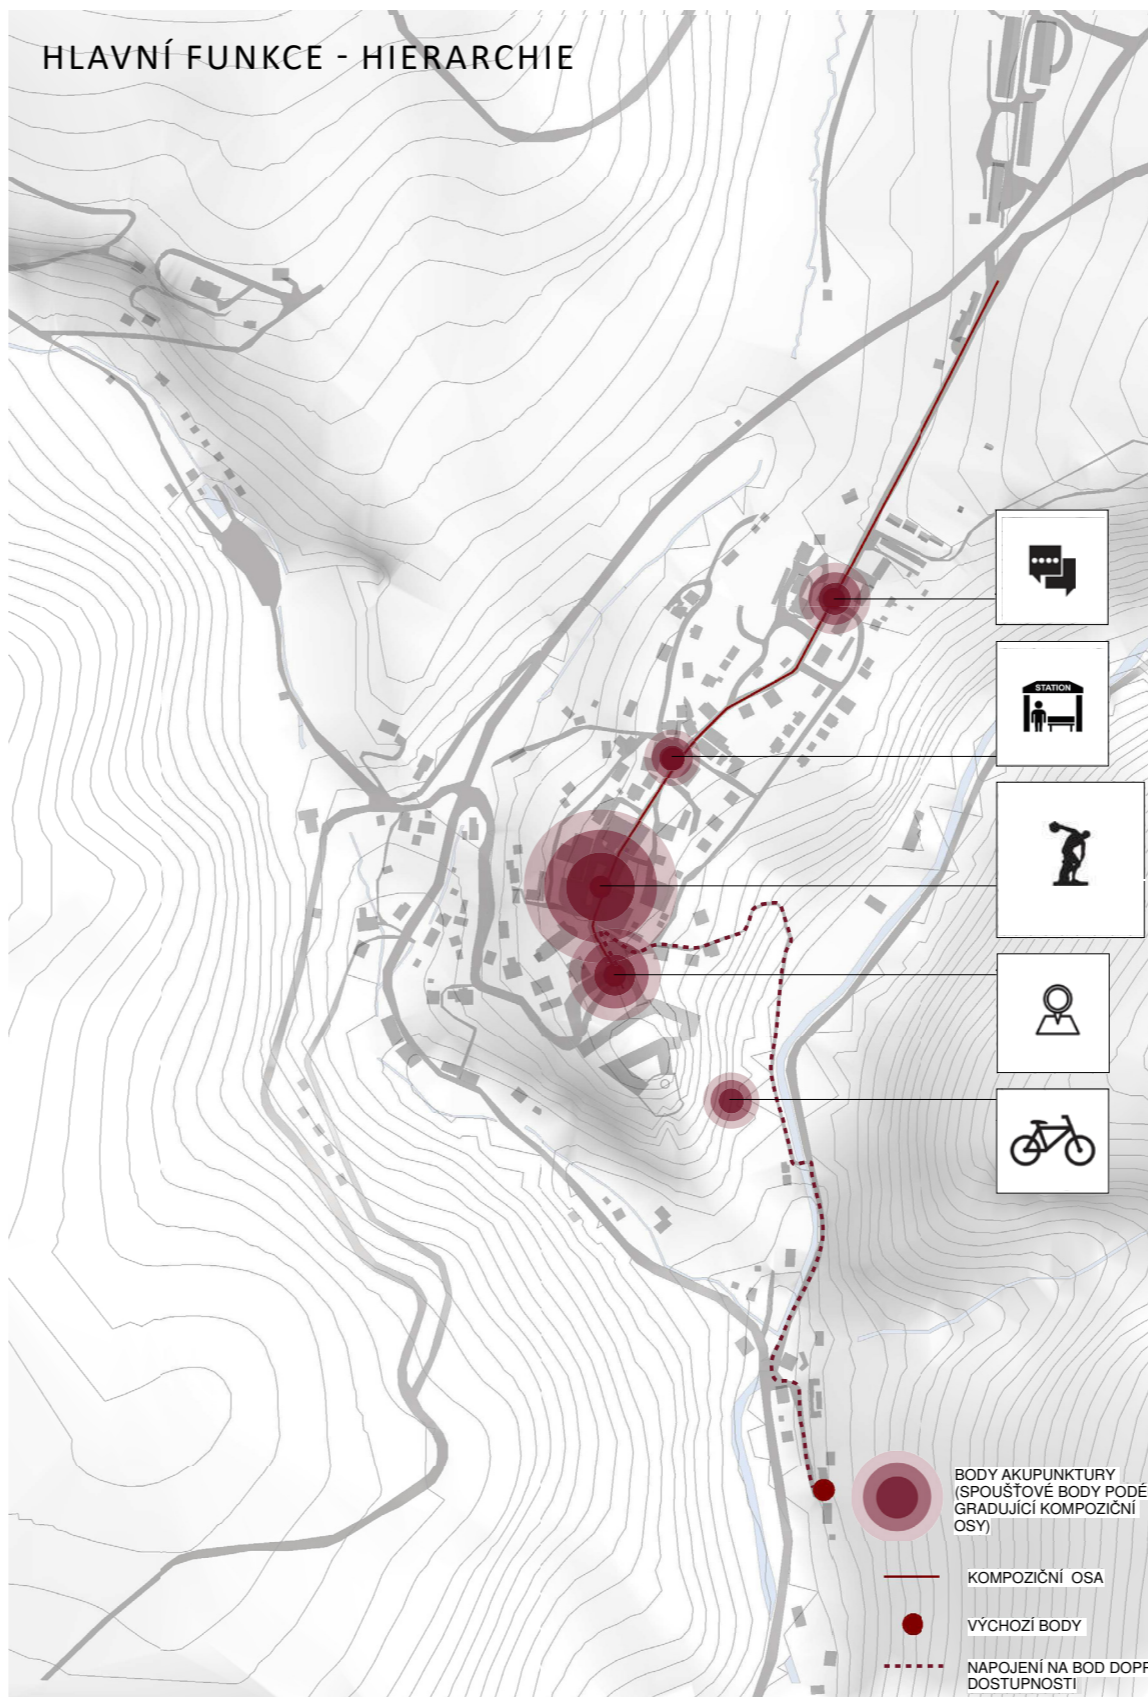 HLAVNÍ FUNKCE - HIERARCHIE
STATION
BODY AKUPUNKTURY
(SPOUŠŤOVÉ BODY PODÉ
GRADUJÍCÍ KOMPOZIČNÍ
OSY)
KOMPOZIČNÍ OSA
VÝCHOZÍ BODY
NAPOJENÍ NA BOD DOPR
DOSTUPNOSTI